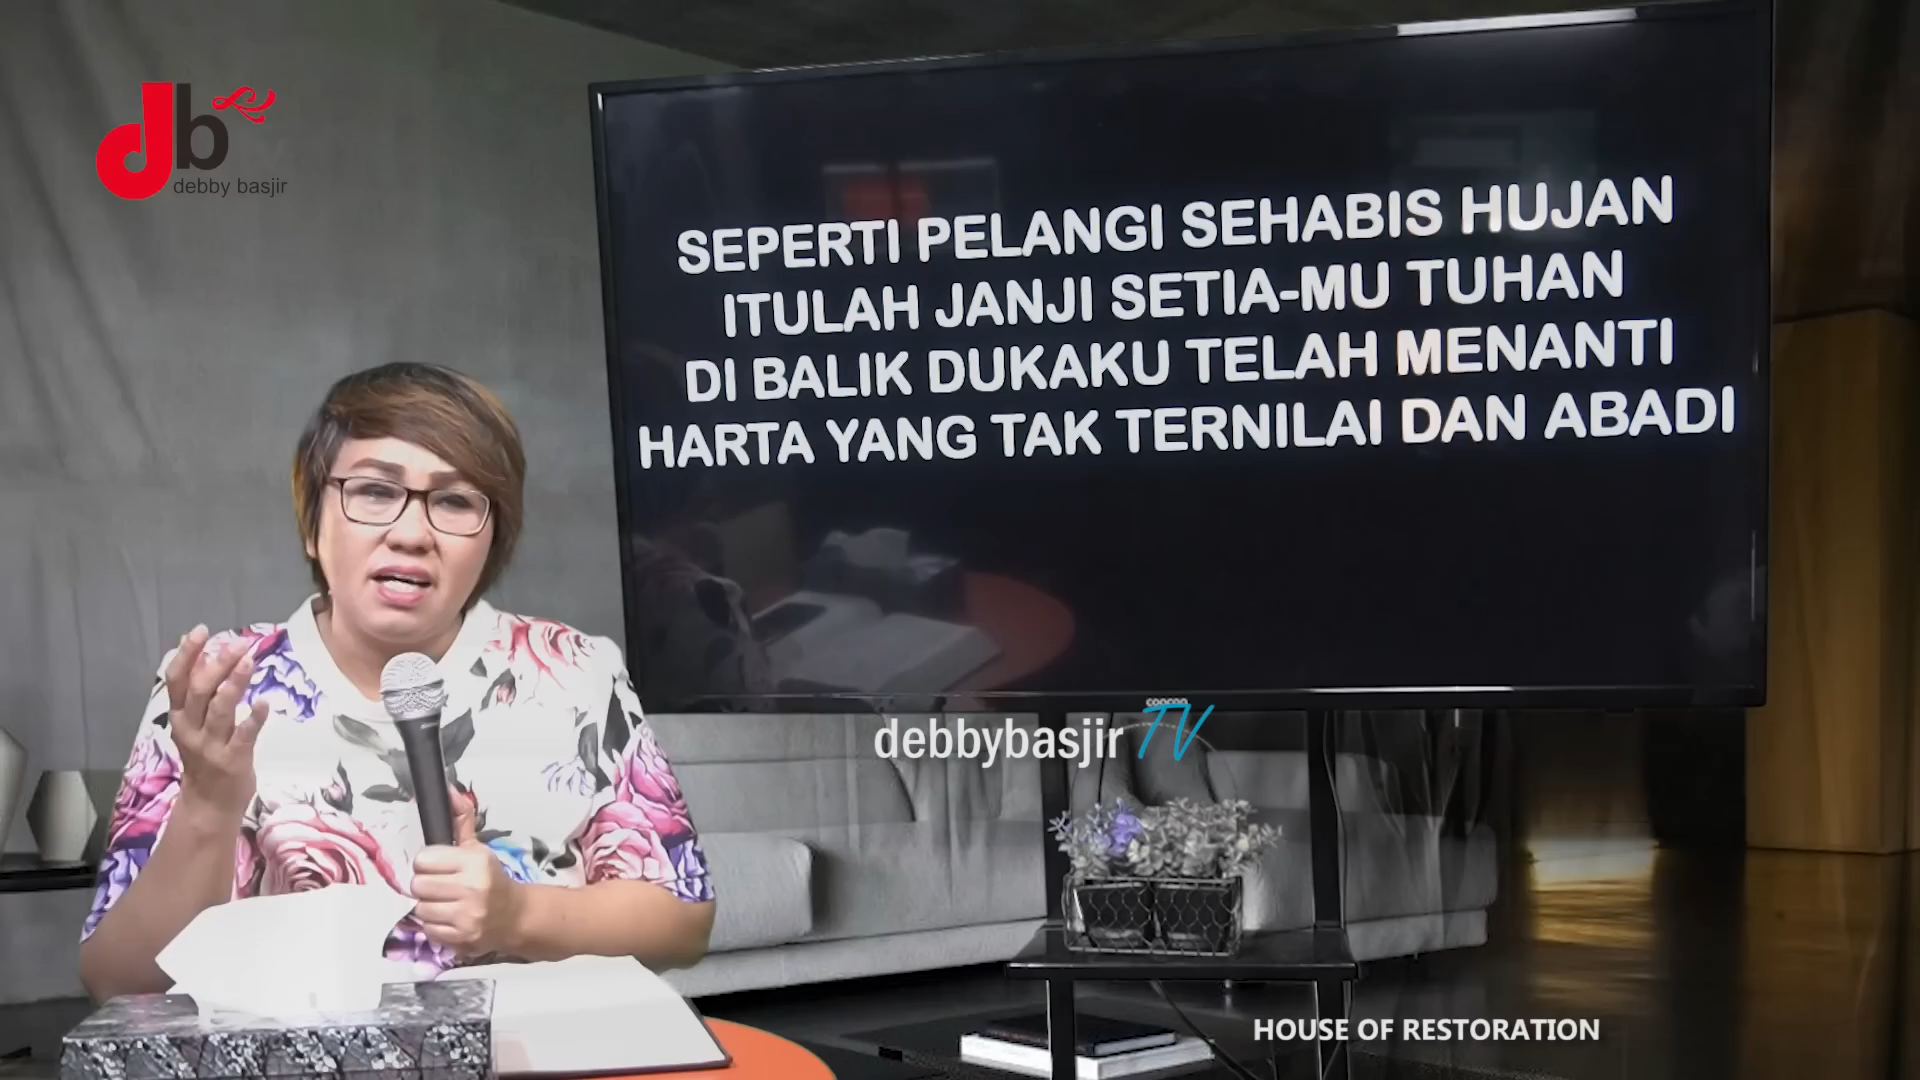 db
debby basjir
SEPERTI PELANGI SEHABIS HUJAN
ITULAH JANJI SETIA-MU TUHAN
DI BALIK DUKAKU TELAH MENANTI
HARTA YANG TAK TERNILAI DAN ABADI
coocaa
debbybasjir TV
HOUSE OF RESTORATION